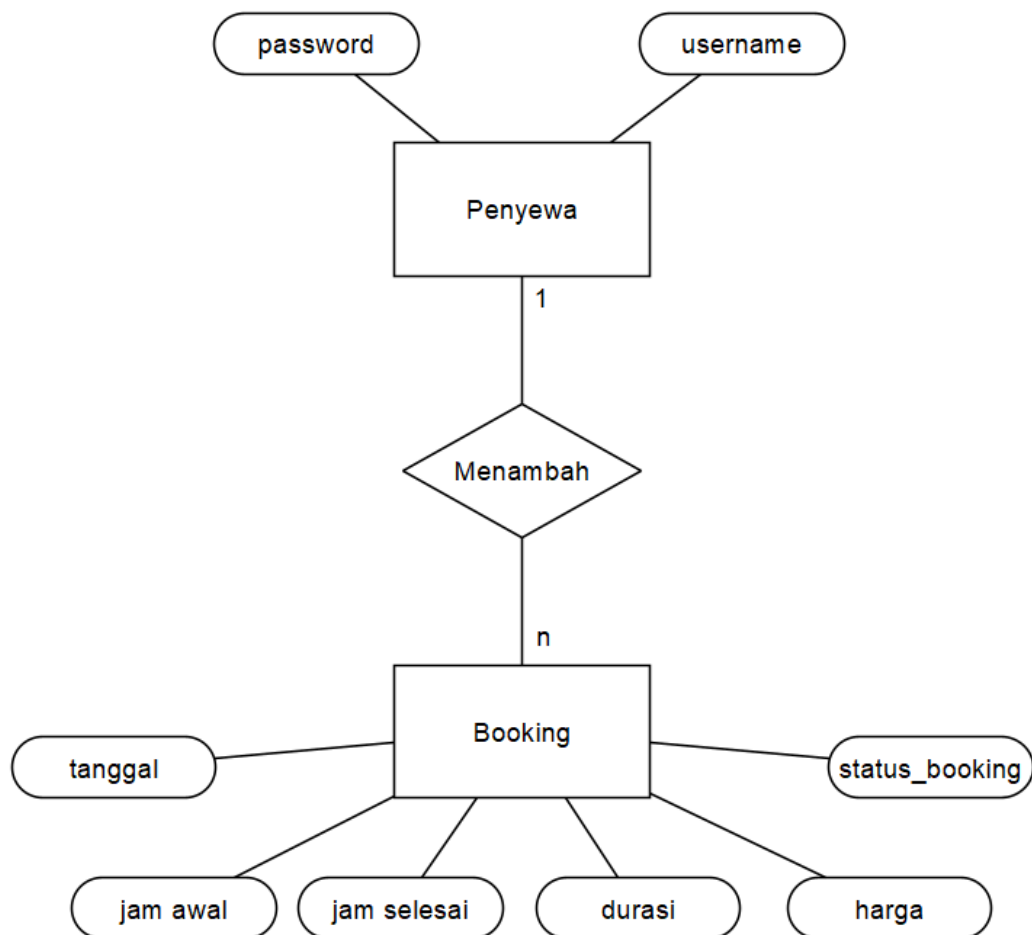 password
username
Penyewa
1
Menambah
n
Booking
tanggal
status_booking
jam awal
jam selesai
durasi
harga